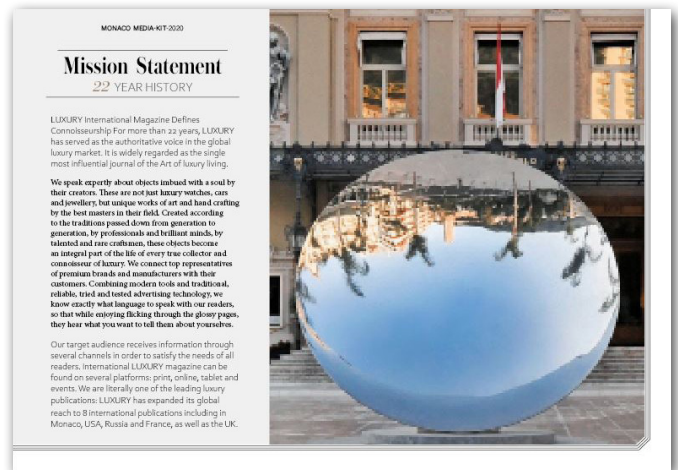 MONACO MEDIA-KIT-2020
Mission Statement
22 YEAR HISTORY
LUXURY International Magazine Defines
Connoisseurship For more than 22 years, LUXURY
has served as the authoritative voice in the global
luxury market. It is widely regarded as the single
most influential journal of the Art of luxury living.
We speak expertly about objects imbued with a soul by
their creators. These are not just luxury watches, cars
and jewellery, but unique works of art and hand crafting
by the best masters in their field. Created according
to the traditions passed down from generation to
generation, by professionals and brilliant minds, by
talented and rare craftsmen, these objects become
an integral part of the life of every true collector and
connoisseur of luxury. We connect top representatives
of premium brands and manufacturers with their
customers. Combining modern tools and traditional,
reliable, tried and tested advertising technology, we
know exactly what language to speak with our readers,
so that while enjoying flicking through the glossy pages,
they hear what you want to tell them about yourselves.
Our target audience receives information through
several channels in order to satisfy the needs of all
readers. International LUXURY magazine can be
found on several platforms: print, online, tablet and
events. We are literally one of the leading luxury
publications: LUXURY has expanded its global
reach to 8 international publications including in
Monaco, USA, Russia and France, as well as the UK.